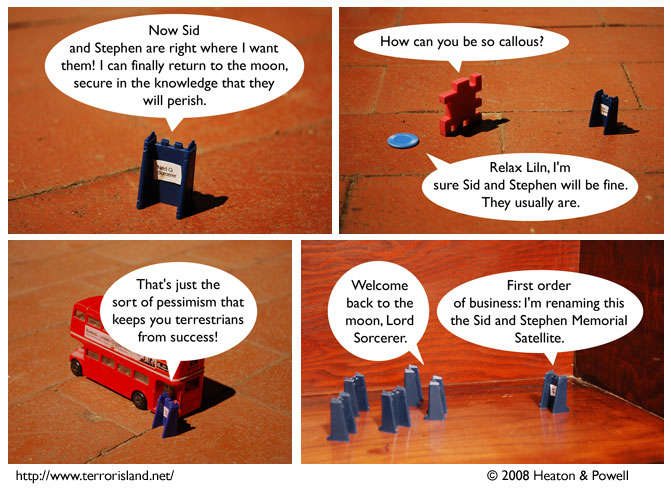 Now Sid
and Stephen are right where I want
them! I can finally return to the moon,
secure in the knowledge that they
will perish.
How can you be so callous?
Relax Liln, I'm
sure Sid and Stephen will be fine.
They usually are.
That's just the
sort of pessimism that
keeps you terrestrians
from success!
Welcome
back to the
moon, Lord
Sorcerer.
First order
of business: I'm renaming this
the Sid and Stephen Memorial
Satellite.
http://www.terrorisland.net/
© 2008 Heaton & Powell